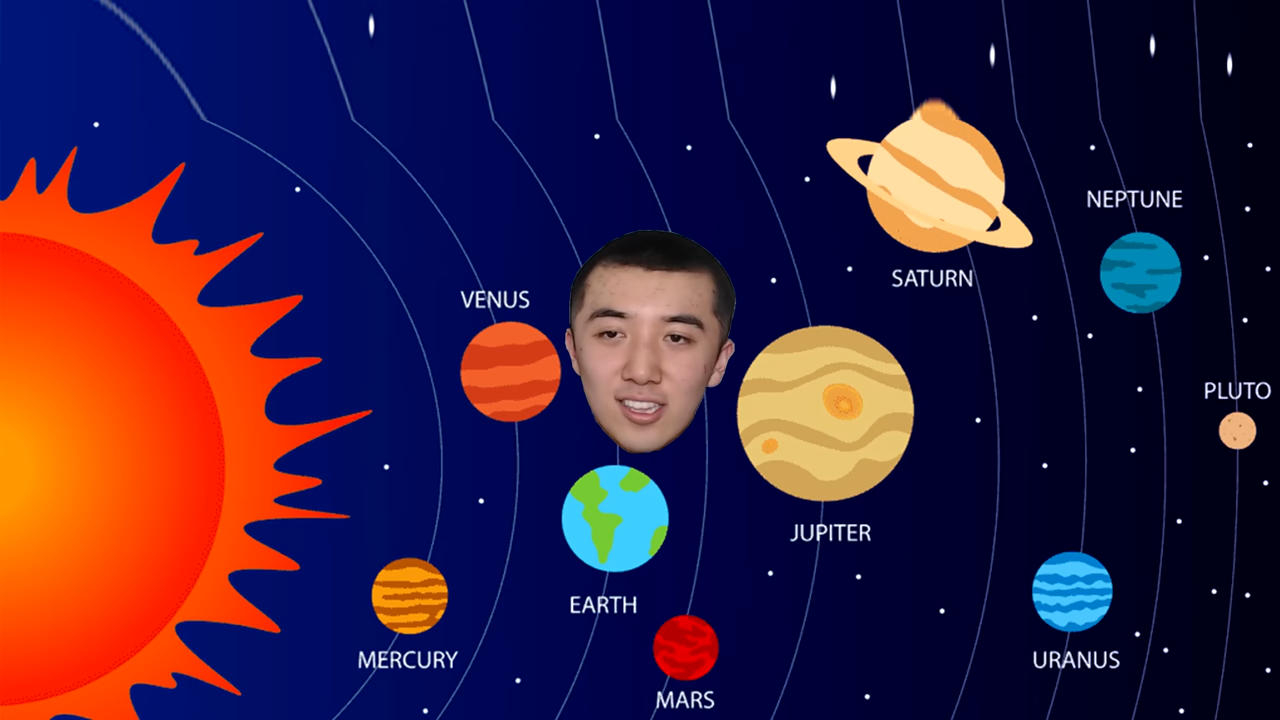 NEPTUNE
SATURN
VENUS
PLUTO
JUPITER
EARTH
MERCURY
URANUS
MARS